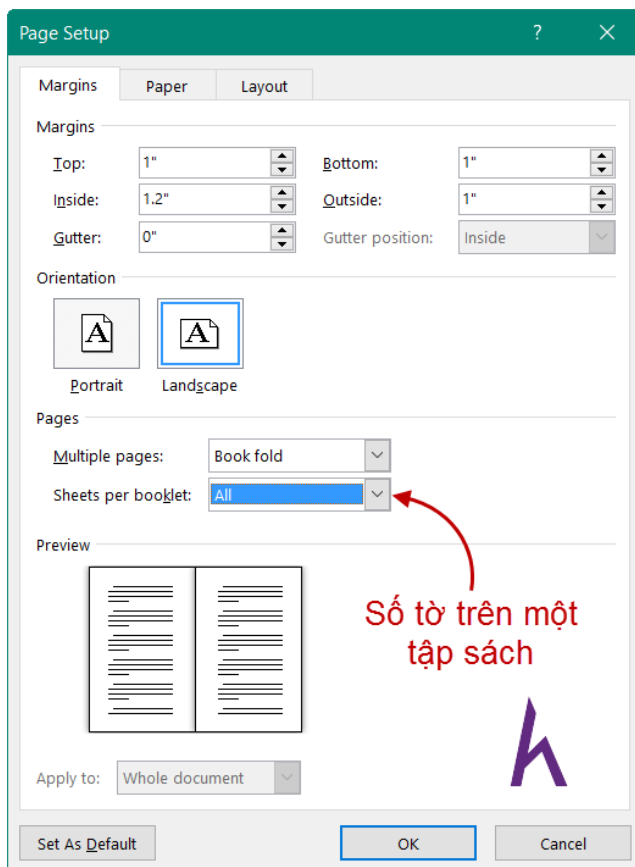 Page Setup ?
Margins Paper Layout
Margins
Top: 1" Bottom: 1"
Inside: 1.2" Outside: 1"
Gutter: 0" Gutter position: Inside
Orientation
A A
Portrait Landscape
Pages
Multiple pages: Book fold
Sheets per booklet: All
Preview
Số tờ trên một
tập sách
Apply to: Whole document
Set As Default OK Cancel